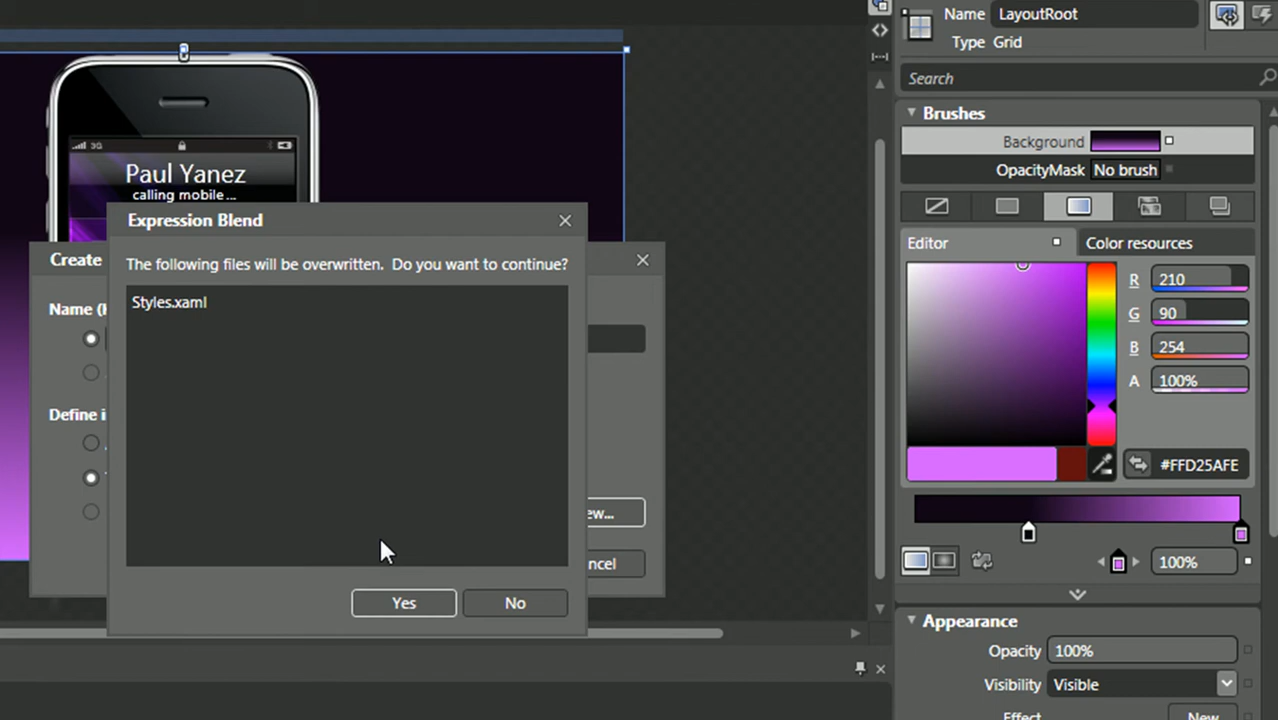 3G
Paul Yanez
calling mobile ...
Expression Blend
The following files will be overwritten. Do you want to continue?
Styles.xaml
Yes
No
Create
Name
Define
Name LayoutRoot
Type Grid
Search
Brushes
Background
OpacityMask No brush
Editor
Color resources
R 210
G 90
B 254
A 100%
#FFD25AFE
100%
Appearance
Opacity 100%
Visibility Visible
Effect New